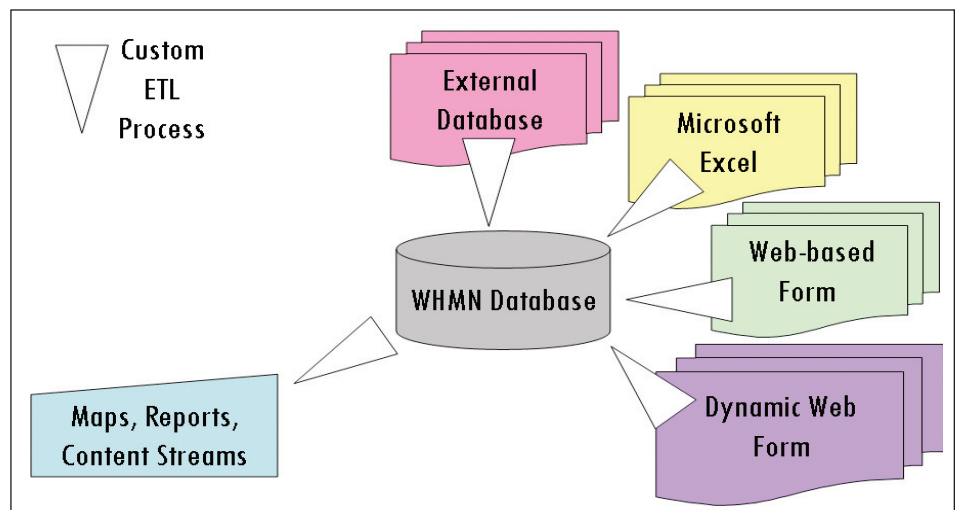 Custom
ETL
Process
External
Database
Microsoft
Excel
Web-based
Form
WHMN Database
Dynamic Web
Form
Maps, Reports,
Content Streams